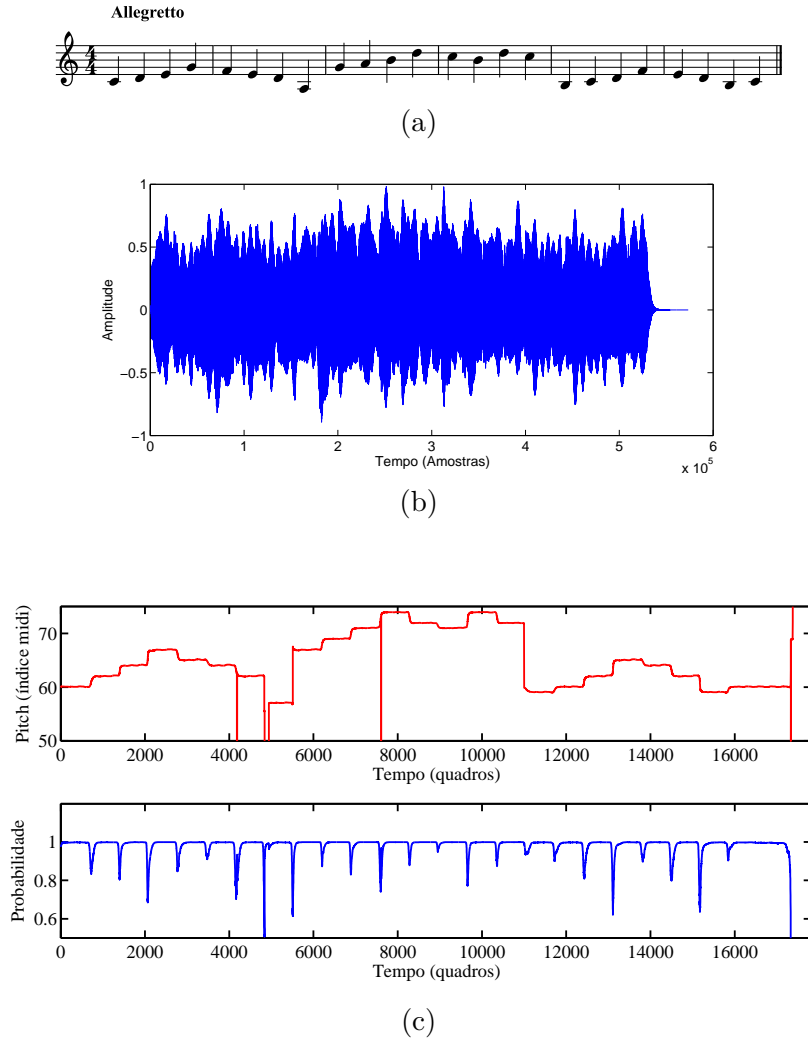 Allegretto
4
4
(a)
1
0.5
0
−0.5
−1
Amplitude
0 1 2 3 4 5 6
x 10^5
Tempo (Amostras)
(b)
70
60
50
Pitch (índice midi)
0 2000 4000 6000 8000 10000 12000 14000 16000
Tempo (quadros)
1
0.8
0.6
Probabilidade
0 2000 4000 6000 8000 10000 12000 14000 16000
Tempo (quadros)
(c)